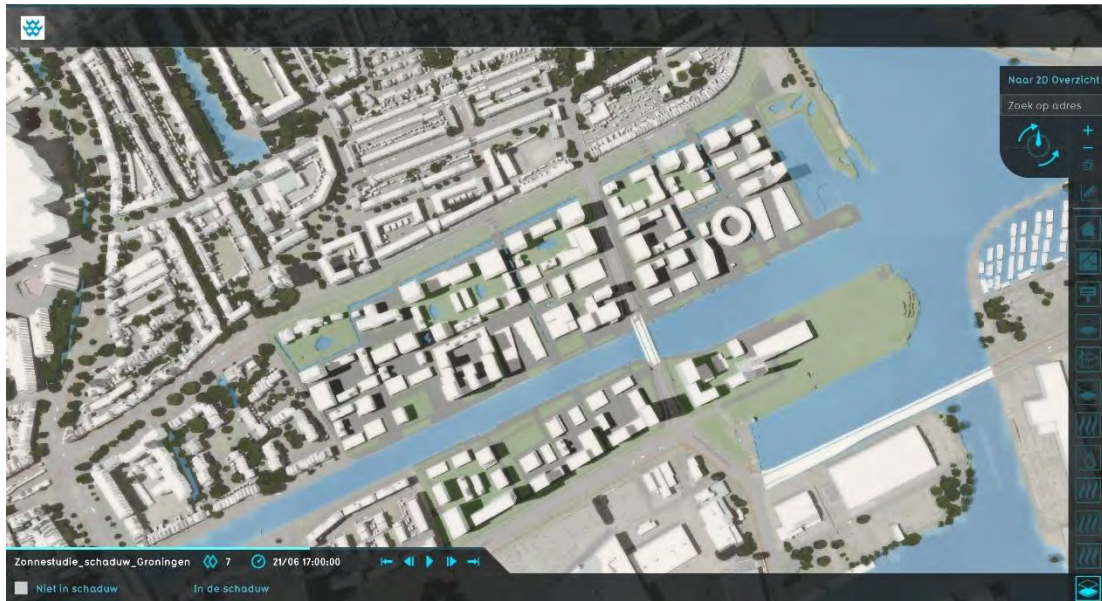 Naar 2D Overzicht
Zoek op adres
Zonnestudie_schaduw_Groningen 7 21/06 17:00:00
Niet in schaduw In de schaduw